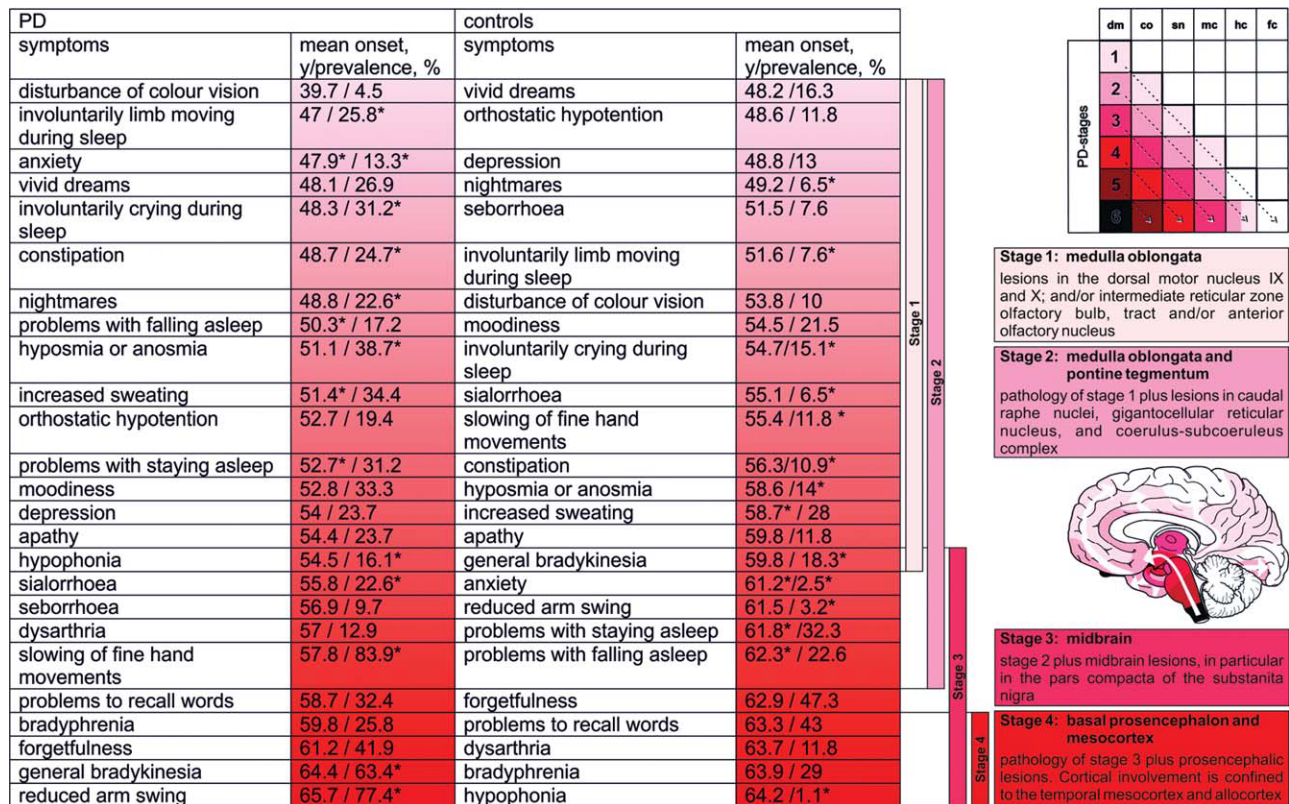 PD controls
symptoms mean onset, symptoms mean onset,
y/prevalence, % y/prevalence, %
disturbance of colour vision 39.7 / 4.5 vivid dreams 48.2 /16.3
involuntarily limb moving 47 / 25.8* orthostatic hypotention 48.6 / 11.8
during sleep
anxiety 47.9* / 13.3* depression 48.8 /13
vivid dreams 48.1 / 26.9 nightmares 49.2 / 6.5*
involuntarily crying during 48.3 / 31.2* seborrhoea 51.5 / 7.6
sleep
constipation 48.7 / 24.7* involuntarily limb moving 51.6 / 7.6*
during sleep
nightmares 48.8 / 22.6* disturbance of colour vision 53.8 / 10
problems with falling asleep 50.3* / 17.2 moodiness 54.5 / 21.5
hyposmia or anosmia 51.1 / 38.7* involuntarily crying during 54.7/15.1*
sleep
increased sweating 51.4* / 34.4 sialorrhoea 55.1 / 6.5*
orthostatic hypotention 52.7 / 19.4 slowing of fine hand 55.4 /11.8 *
movements
problems with staying asleep 52.7* / 31.2 constipation 56.3/10.9*
moodiness 52.8 / 33.3 hyposmia or anosmia 58.6 /14*
depression 54 / 23.7 increased sweating 58.7* / 28
apathy 54.4 / 23.7 apathy 59.8 /11.8
hypophonia 54.5 / 16.1* general bradykinesia 59.8 / 18.3*
sialorrhoea 55.8 / 22.6* anxiety 61.2*/2.5*
seborrhoea 56.9 / 9.7 reduced arm swing 61.5 / 3.2*
dysarthria 57 / 12.9 problems with staying asleep 61.8* /32.3
slowing of fine hand 57.8 / 83.9* problems with falling asleep 62.3* / 22.6
movements
problems to recall words 58.7 / 32.4 forgetfulness 62.9 / 47.3
bradyphrenia 59.8 / 25.8 problems to recall words 63.3 / 43
forgetfulness 61.2 / 41.9 dysarthria 63.7 / 11.8
general bradykinesia 64.4 / 63.4* bradyphrenia 63.9 / 29
reduced arm swing 65.7 / 77.4* hypophonia 64.2 /1.1*
Stage 1
Stage 2
Stage 3
Stage 4
dm co sn mc hc fc
PD-stages
1
2
3
4
5
6
Stage 1: medulla oblongata
lesions in the dorsal motor nucleus IX
and X; and/or intermediate reticular zone
olfactory bulb, tract and/or anterior
olfactory nucleus
Stage 2: medulla oblongata and
pontine tegmentum
pathology of stage 1 plus lesions in caudal
raphe nuclei, gigantocellular reticular
nucleus, and coerulus-subcoeruleus
complex
Stage 3: midbrain
stage 2 plus midbrain lesions, in particular
in the pars compacta of the substanita
nigra
Stage 4: basal prosencephalon and
mesocortex
pathology of stage 3 plus prosencephalic
lesions. Cortical involvement is confined
to the temporal mesocortex and allocortex